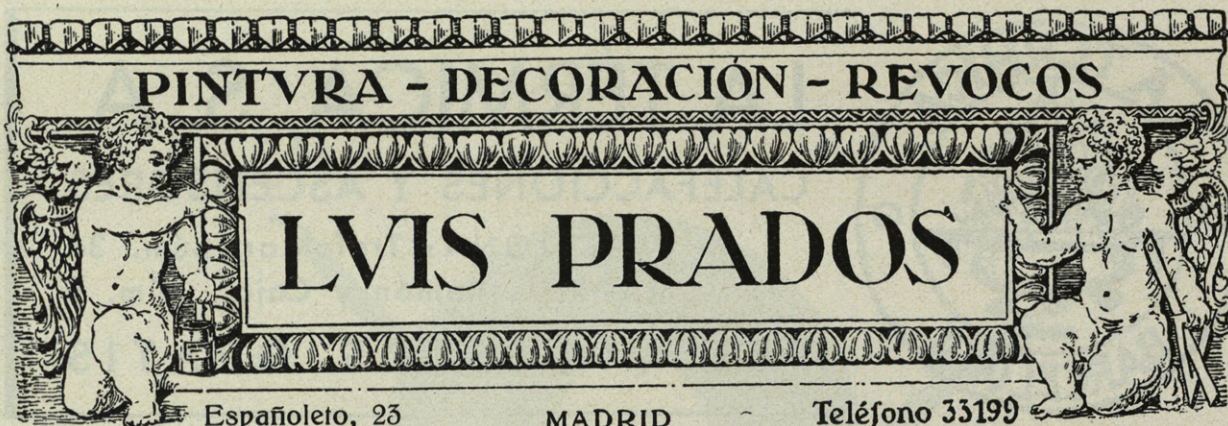 PINTVRA - DECORACIÓN - REVOCOS
LVIS PRADOS
Españoleto, 23 MADRID Teléfono 33199